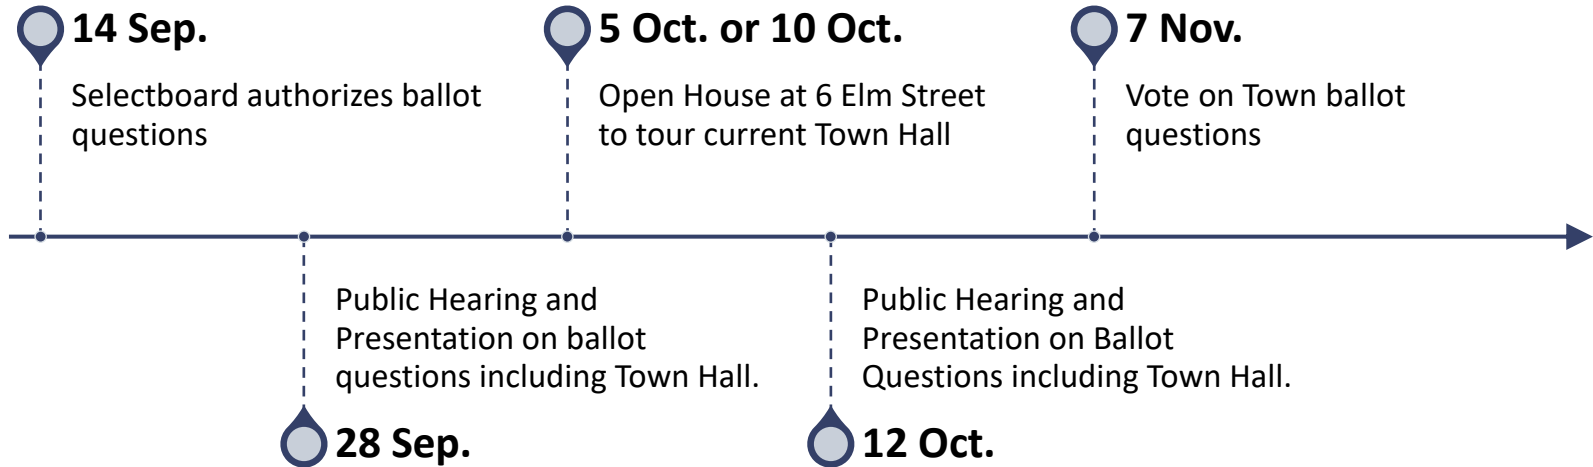 14 Sep.
Selectboard authorizes ballot
questions
5 Oct. or 10 Oct.
Open House at 6 Elm Street
to tour current Town Hall
7 Nov.
Vote on Town ballot
questions
Public Hearing and
Presentation on ballot
questions including Town Hall.
28 Sep.
Public Hearing and
Presentation on Ballot
Questions including Town Hall.
12 Oct.